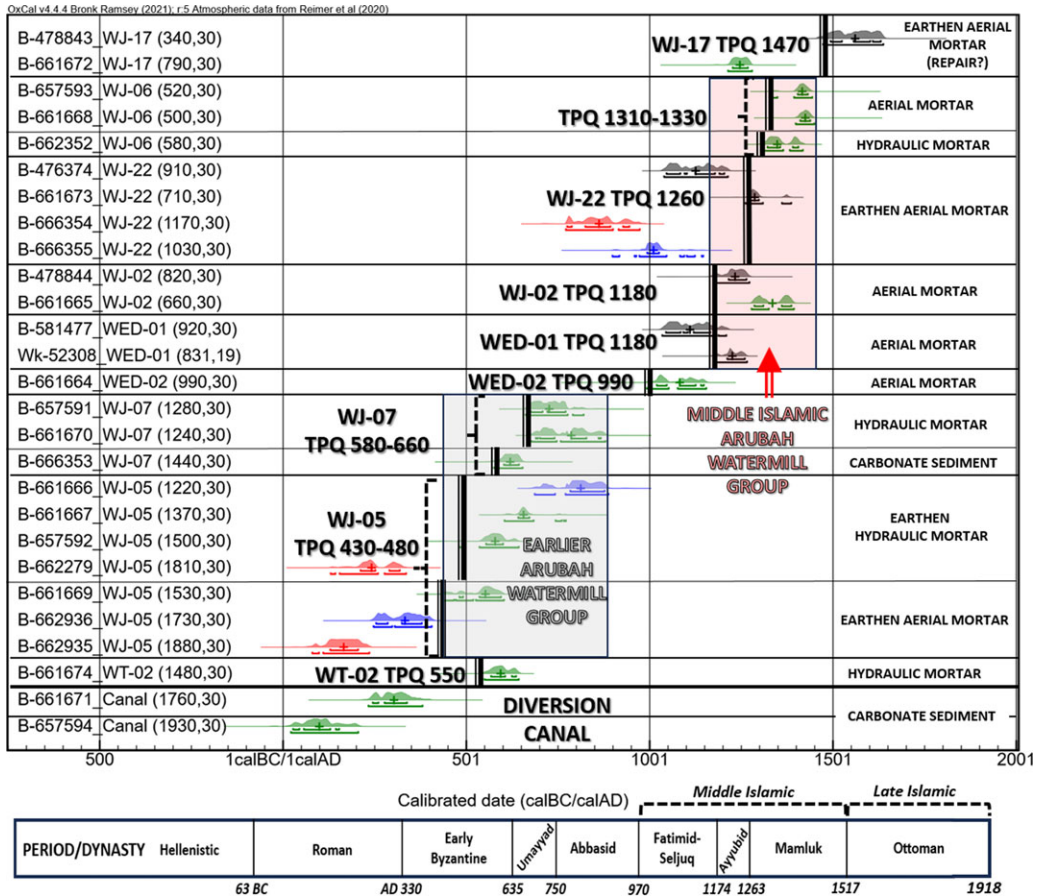 OxCal v4.4.4 Bronk Ramsey (2021); r:5 Atmospheric data from Reimer et al (2020)
B-478843_WJ-17 (340,30)
B-661672_WJ-17 (790,30)
WJ-17 TPQ 1470
EARTHEN AERIAL
MORTAR
(REPAIR?)
B-657593_WJ-06 (520,30)
B-661668_WJ-06 (500,30)
TPQ 1310-1330
AERIAL MORTAR
B-662352_WJ-06 (580,30)
HYDRAULIC MORTAR
B-476374_WJ-22 (910,30)
B-661673_WJ-22 (710,30)
B-666354_WJ-22 (1170,30)
B-666355_WJ-22 (1030,30)
WJ-22 TPQ 1260
EARTHEN AERIAL MORTAR
B-478844_WJ-02 (820,30)
B-661665_WJ-02 (660,30)
WJ-02 TPQ 1180
AERIAL MORTAR
B-581477_WED-01 (920,30)
Wk-52308_WED-01 (831,19)
WED-01 TPQ 1180
AERIAL MORTAR
B-661664_WED-02 (990,30)
WED-02 TPQ 990
AERIAL MORTAR
MIDDLE ISLAMIC
ARUBAH
WATERMILL
GROUP
B-657591_WJ-07 (1280,30)
B-661670_WJ-07 (1240,30)
WJ-07
TPQ 580-660
HYDRAULIC MORTAR
B-666353_WJ-07 (1440,30)
CARBONATE SEDIMENT
B-661666_WJ-05 (1220,30)
B-661667_WJ-05 (1370,30)
B-657592_WJ-05 (1500,30)
B-662279_WJ-05 (1810,30)
WJ-05
TPQ 430-480
EARTHEN
HYDRAULIC MORTAR
EARLIER
ARUBAH
WATERMILL
GROUP
B-661669_WJ-05 (1530,30)
B-662936_WJ-05 (1730,30)
B-662935_WJ-05 (1880,30)
EARTHEN AERIAL MORTAR
B-661674_WT-02 (1480,30)
WT-02 TPQ 550
HYDRAULIC MORTAR
B-661671_Canal (1760,30)
B-657594_Canal (1930,30)
DIVERSION
CANAL
CARBONATE SEDIMENT
500 1calBC/1calAD 501 1001 1501 2001
Calibrated date (calBC/calAD)
Middle Islamic Late Islamic
PERIOD/DYNASTY Hellenistic Roman Early Byzantine Umayyad Abbasid Fatimid-Seljuq Ayyubid Mamluk Ottoman
63 BC AD 330 635 750 970 1174 1263 1517 1918